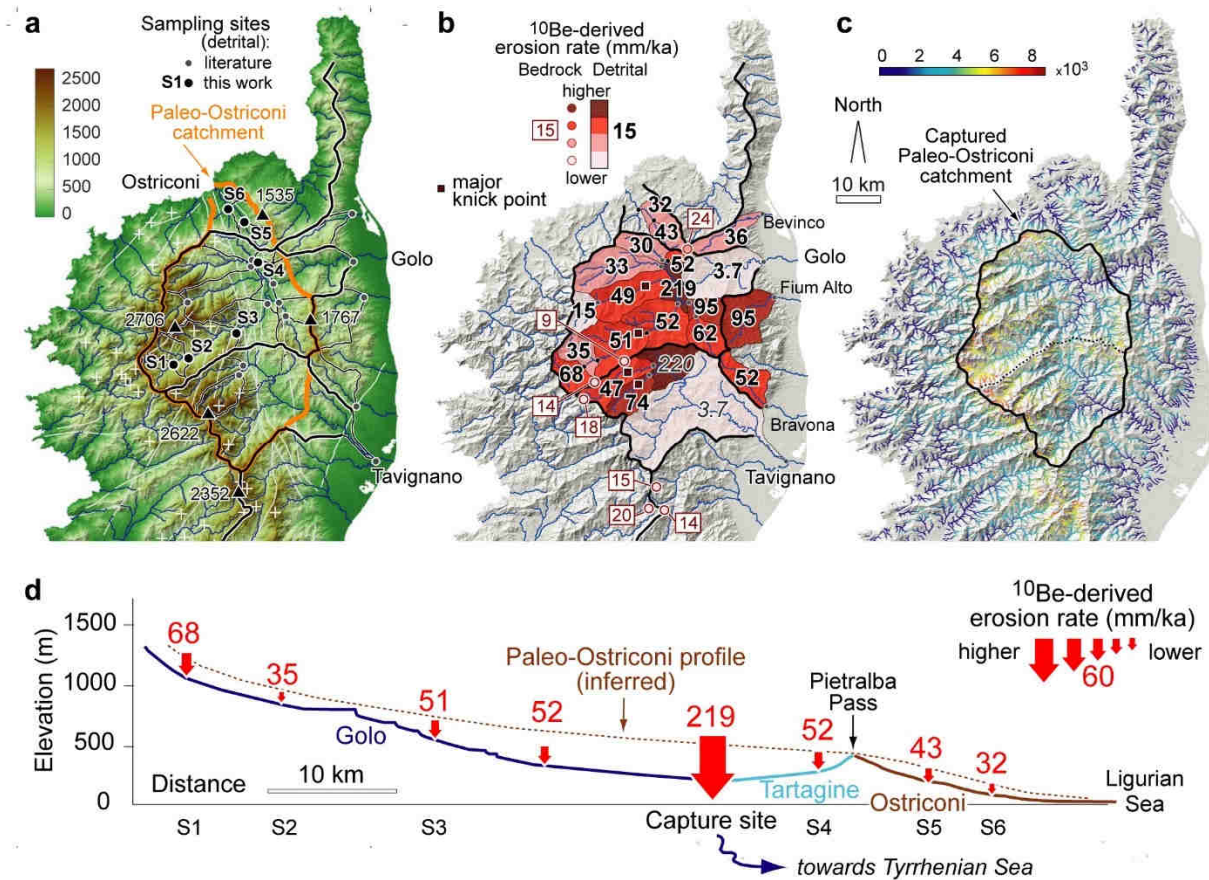 a
Sampling sites
(detrital):
literature
S1 this work
2500
2000
1500
1000
500
0
Paleo-Ostriconi
catchment
Ostriconi
S6
1535
S5
S4
Golo
2706
S3
1767
S2
S1
2622
2352
Tavignano
b
10Be-derived
erosion rate (mm/ka)
Bedrock Detrital
higher
15
15
lower
major
knick point
32
43
24
30
36
Bevinco
33
52
3.7
Golo
49
219
Fium Alto
15
95
95
9
52
62
51
35
220
68
47
52
74
3-7
14
18
Bravona
15
Tavignano
20
14
c
0 2 4 6 8 x10³
North
10 km
Captured
Paleo-Ostriconi
catchment
d
10Be-derived
erosion rate (mm/ka)
higher
lower
60
Elevation (m)
1500
1000
500
0
68
35
51
52
219
52
43
32
Paleo-Ostriconi profile
(inferred)
Pietralba
Pass
Golo
Tartagine
Ostriconi
Ligurian
Sea
Distance
10 km
Capture site
S1
S2
S3
S4
S5
S6
towards Tyrrhenian Sea